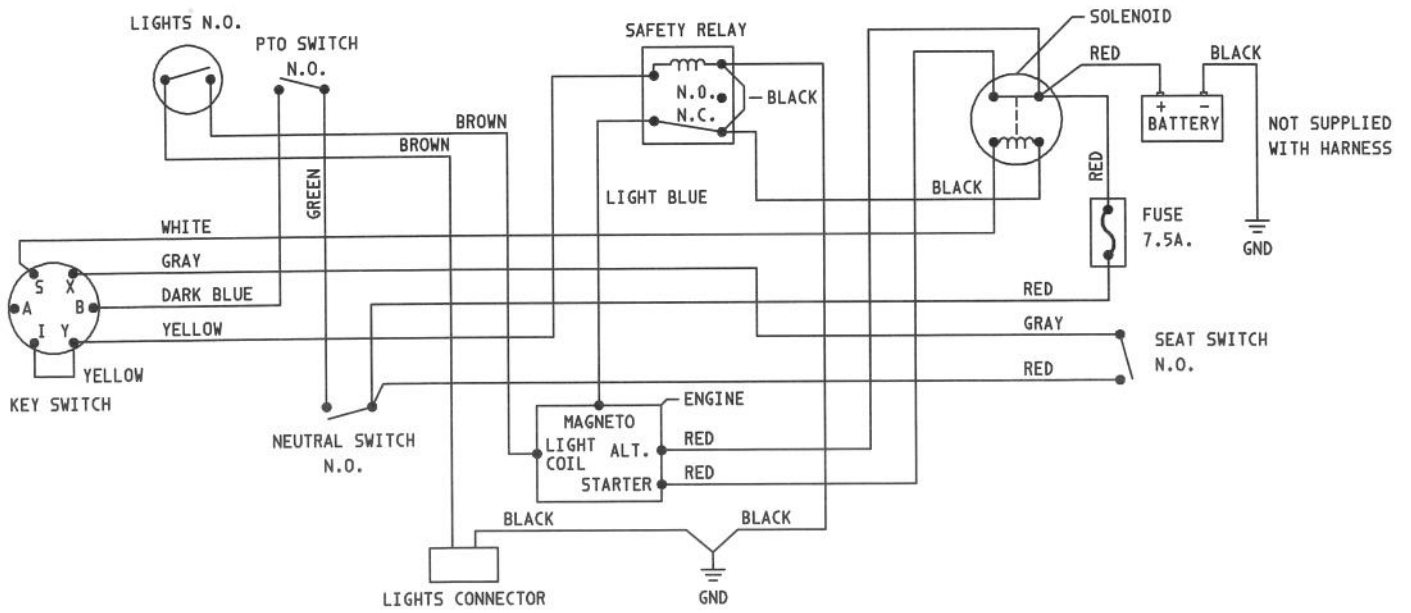 LIGHTS N.O.
PTO SWITCH
N.O.
SAFETY RELAY
SOLENOID
RED
BLACK
+ -
BATTERY
NOT SUPPLIED
WITH HARNESS
N.O.
N.C.
BLACK
BROWN
BROWN
GREEN
LIGHT BLUE
BLACK
RED
FUSE
7.5A.
GND
WHITE
GRAY
DARK BLUE
YELLOW
S X
A B
I Y
YELLOW
KEY SWITCH
RED
GRAY
RED
SEAT SWITCH
N.O.
NEUTRAL SWITCH
N.O.
ENGINE
MAGNETO
LIGHT
COIL
ALT.
STARTER
RED
RED
BLACK
BLACK
LIGHTS CONNECTOR
GND